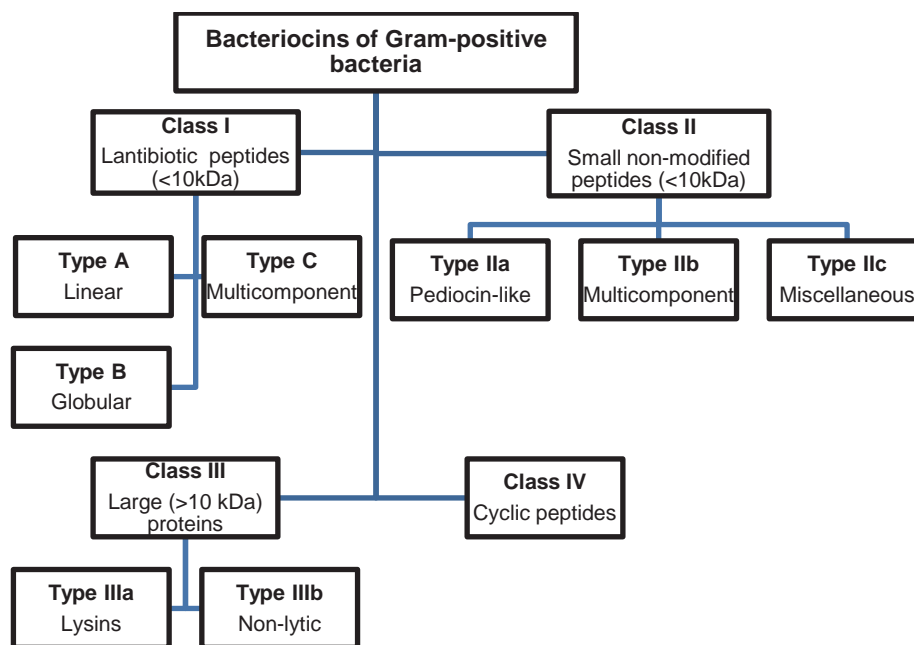 Bacteriocins of Gram-positive
bacteria
Class I
Lantibiotic peptides
(<10kDa)
Class II
Small non-modified
peptides (<10kDa)
Type A
Linear
Type C
Multicomponent
Type B
Globular
Type IIa
Pediocin-like
Type IIb
Multicomponent
Type IIc
Miscellaneous
Class III
Large (>10 kDa)
proteins
Class IV
Cyclic peptides
Type IIIa
Lysins
Type IIIb
Non-lytic